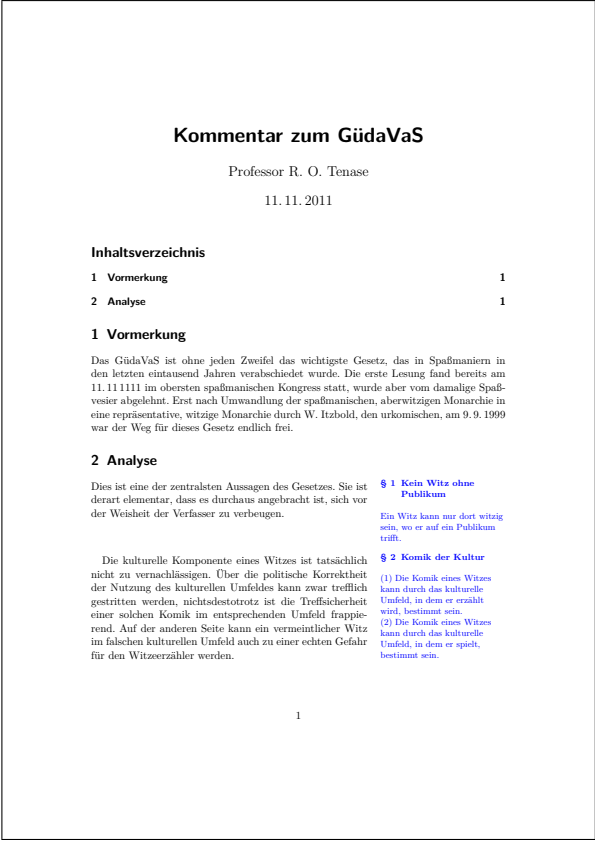 Kommentar zum GüdaVaS
Professor R. O. Tenase
11. 11. 2011
Inhaltsverzeichnis
1 Vormerkung 1
2 Analyse 1
1 Vormerkung
Das GüdaVaS ist ohne jeden Zweifel das wichtigste Gesetz, das in Spaßmaniern in
den letzten eintausend Jahren verabschiedet wurde. Die erste Lesung fand bereits am
11. 11 1111 im obersten spaßmanischen Kongress statt, wurde aber vom damalige Spaß-
vesier abgelehnt. Erst nach Umwandlung der spaßmanischen, aberwitzigen Monarchie in
eine repräsentative, witzige Monarchie durch W. Itzbold, den urkomischen, am 9. 9. 1999
war der Weg für dieses Gesetz endlich frei.
2 Analyse
Dies ist eine der zentralsten Aussagen des Gesetzes. Sie ist
derart elementar, dass es durchaus angebracht ist, sich vor
der Weisheit der Verfasser zu verbeugen.
§ 1 Kein Witz ohne
Publikum
Ein Witz kann nur dort witzig
sein, wo er auf ein Publikum
trifft.
Die kulturelle Komponente eines Witzes ist tatsächlich
nicht zu vernachlässigen. Über die politische Korrektheit
der Nutzung des kulturellen Umfeldes kann zwar trefflich
gestritten werden, nichtsdestotrotz ist die Treffsicherheit
einer solchen Komik im entsprechenden Umfeld frappie-
rend. Auf der anderen Seite kann ein vermeintlicher Witz
im falschen kulturellen Umfeld auch zu einer echten Gefahr
für den Witzeerzähler werden.
§ 2 Komik der Kultur
(1) Die Komik eines Witzes
kann durch das kulturelle
Umfeld, in dem er erzählt
wird, bestimmt sein.
(2) Die Komik eines Witzes
kann durch das kulturelle
Umfeld, in dem er spielt,
bestimmt sein.
1